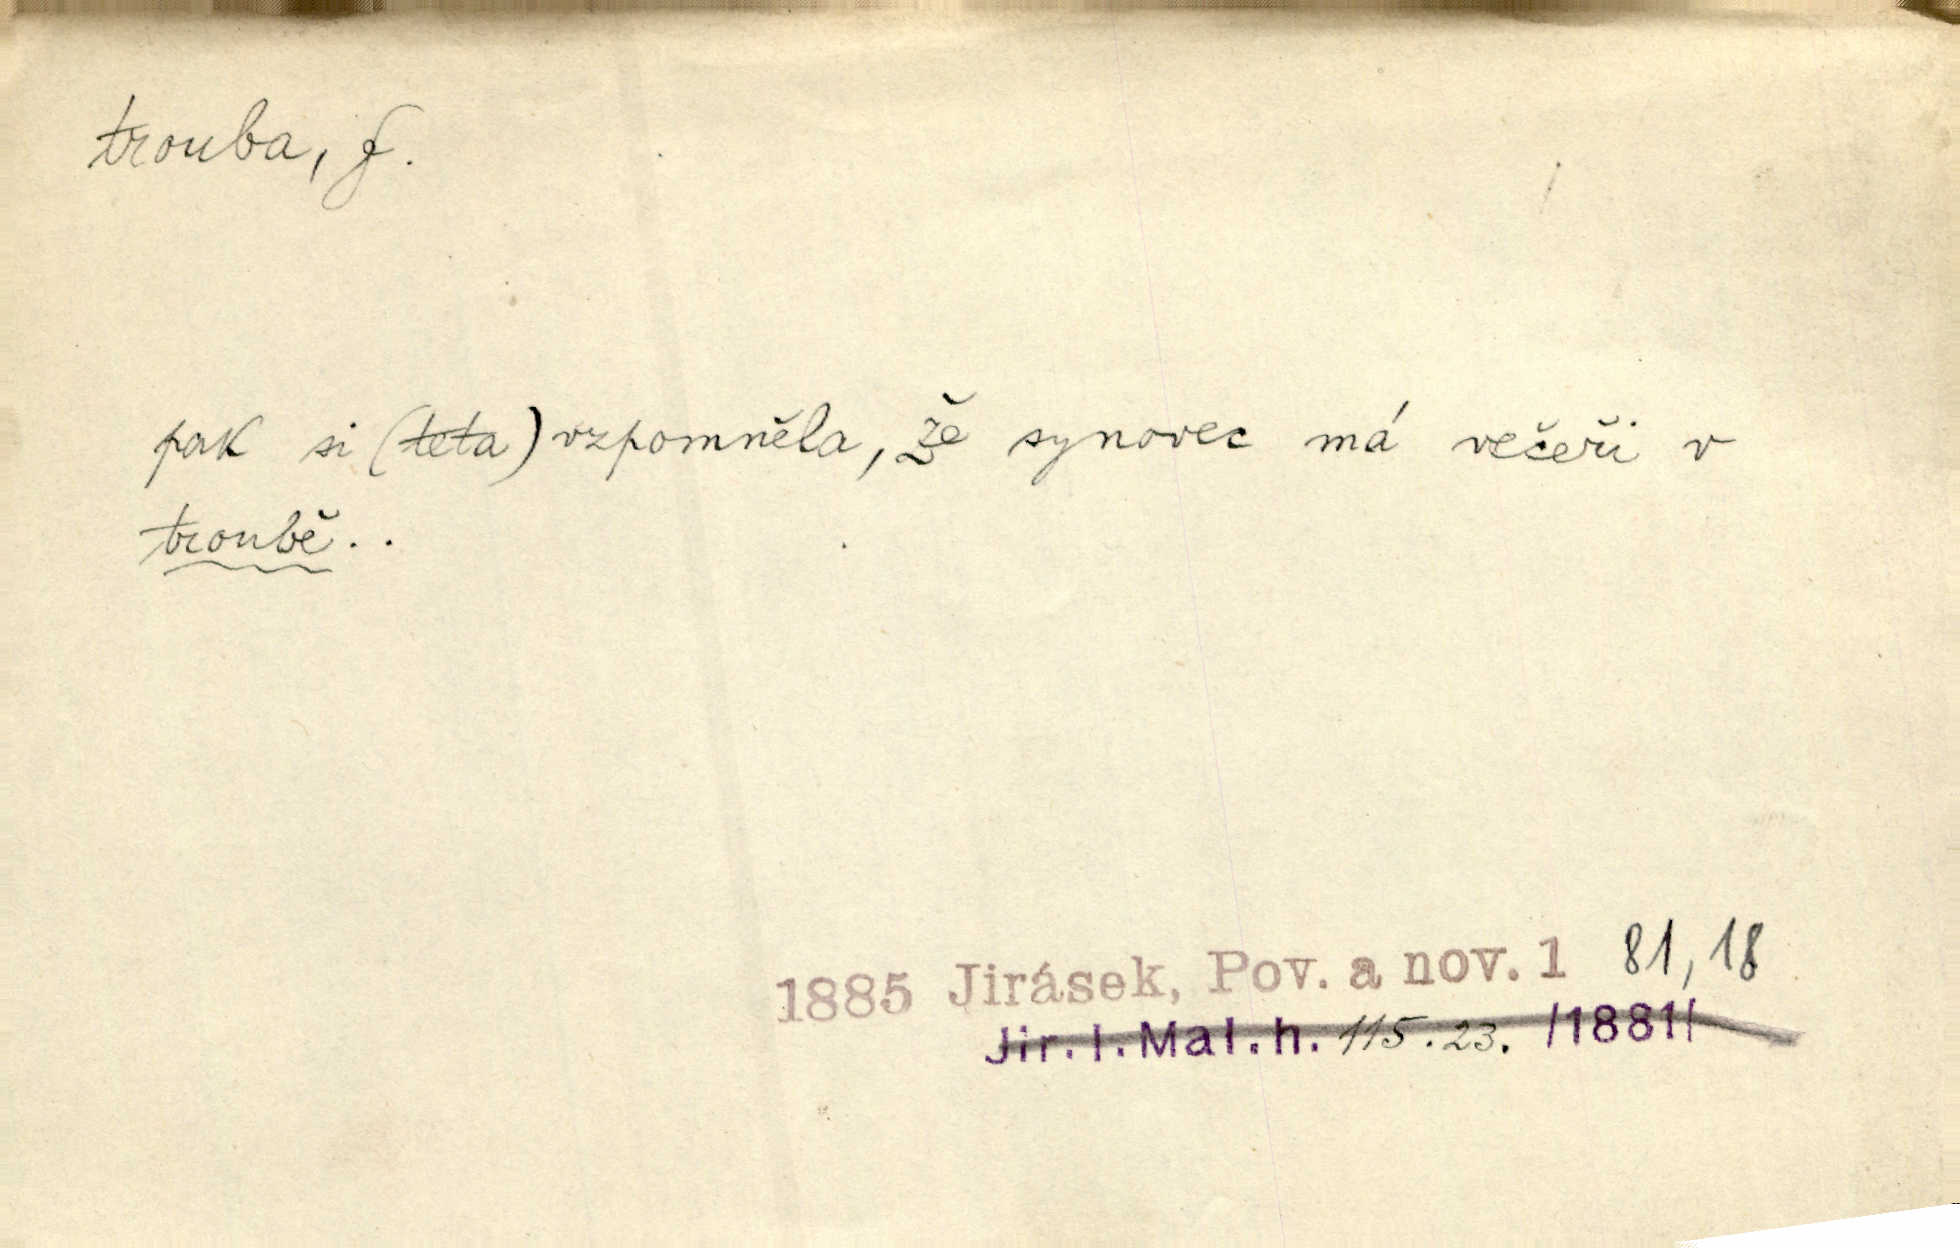 trouba, f.
pak si (teta) vzpomněla, že synovec má večeři v
troubě..
1885 Jirásek, Pov. a nov. 1 81, 18
Jir. I. Mal. h. 115. 23. /1881/